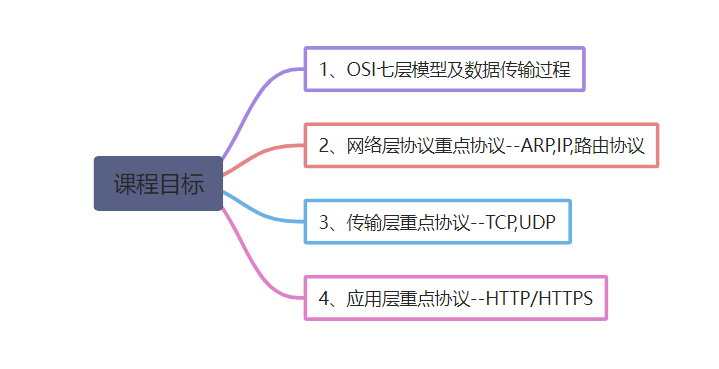 课程目标
1、OSI七层模型及数据传输过程
2、网络层协议重点协议--ARP,IP,路由协议
3、传输层重点协议--TCP,UDP
4、应用层重点协议--HTTP/HTTPS